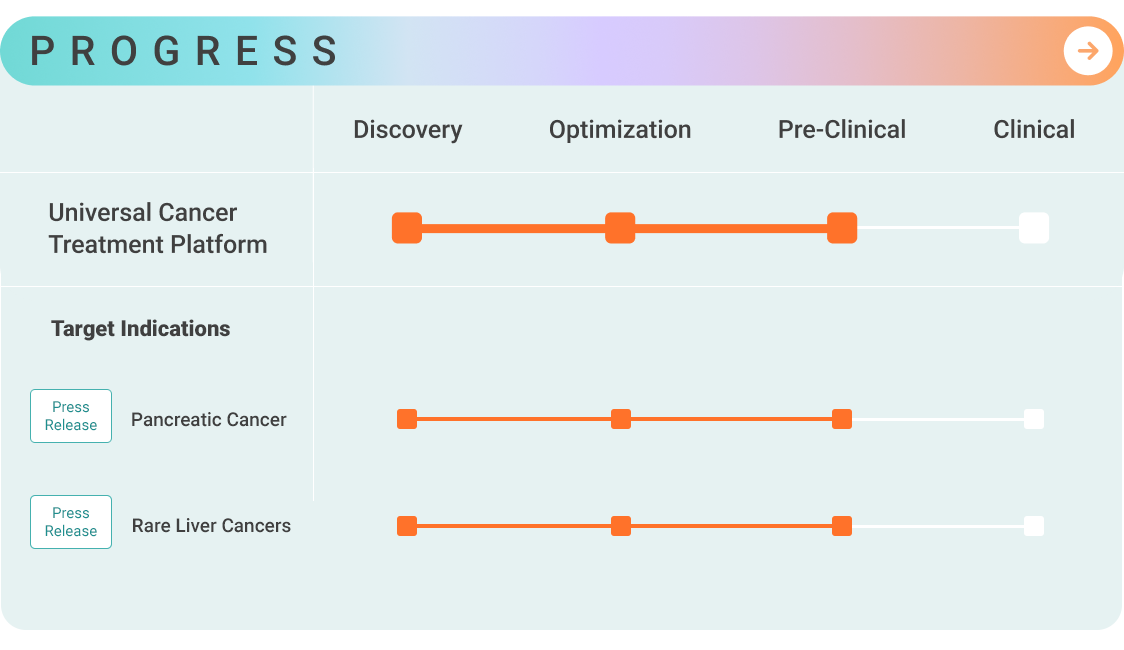 PROGRESS
Discovery Optimization Pre-Clinical Clinical
Universal Cancer
Treatment Platform
Target Indications
Press
Release
Pancreatic Cancer
Press
Release
Rare Liver Cancers